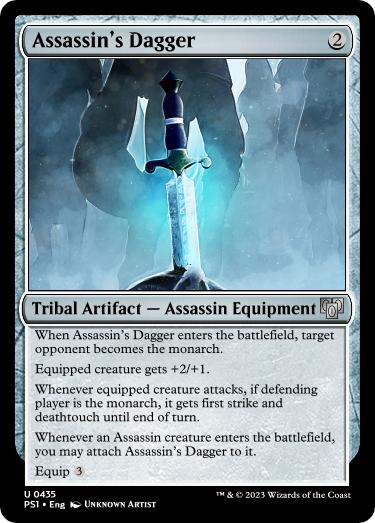 Assassin's Dagger 2
Tribal Artifact — Assassin Equipment
When Assassin's Dagger enters the battlefield, target
opponent becomes the monarch.
Equipped creature gets +2/+1.
Whenever equipped creature attacks, if defending
player is the monarch, it gets first strike and
deathtouch until end of turn.
Whenever an Assassin creature enters the battlefield,
you may attach Assassin's Dagger to it.
Equip 3
U 0435
PS1 • Eng Unknown Artist ™ & © 2023 Wizards of the Coast